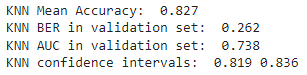 KNN Mean Accuracy:  0.827
KNN BER in validation set:  0.262
KNN AUC in validation set:  0.738
KNN confidence intervals:  0.819 0.836